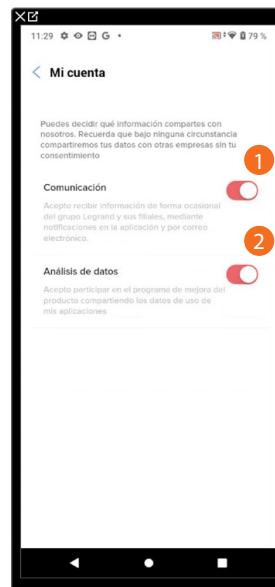 11:29 G • 79 %
Mi cuenta
Puedes decidir qué información compartes con
nosotros. Recuerda que bajo ninguna circunstancia
compartiremos tus datos con otras empresas sin tu
consentimiento
1
Comunicación
Acepto recibir información de forma ocasional
del grupo Legrand y sus filiales, mediante
notificaciones en la aplicación y por correo
electrónico.
2
Análisis de datos
Acepto participar en el programa de mejora del
producto compartiendo los datos de uso de
mis aplicaciones